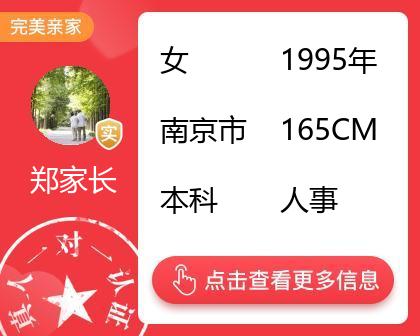 完美亲家
女 1995年
南京市 165CM
本科 人事
实
郑家长
真人一对一认证
点击查看更多信息